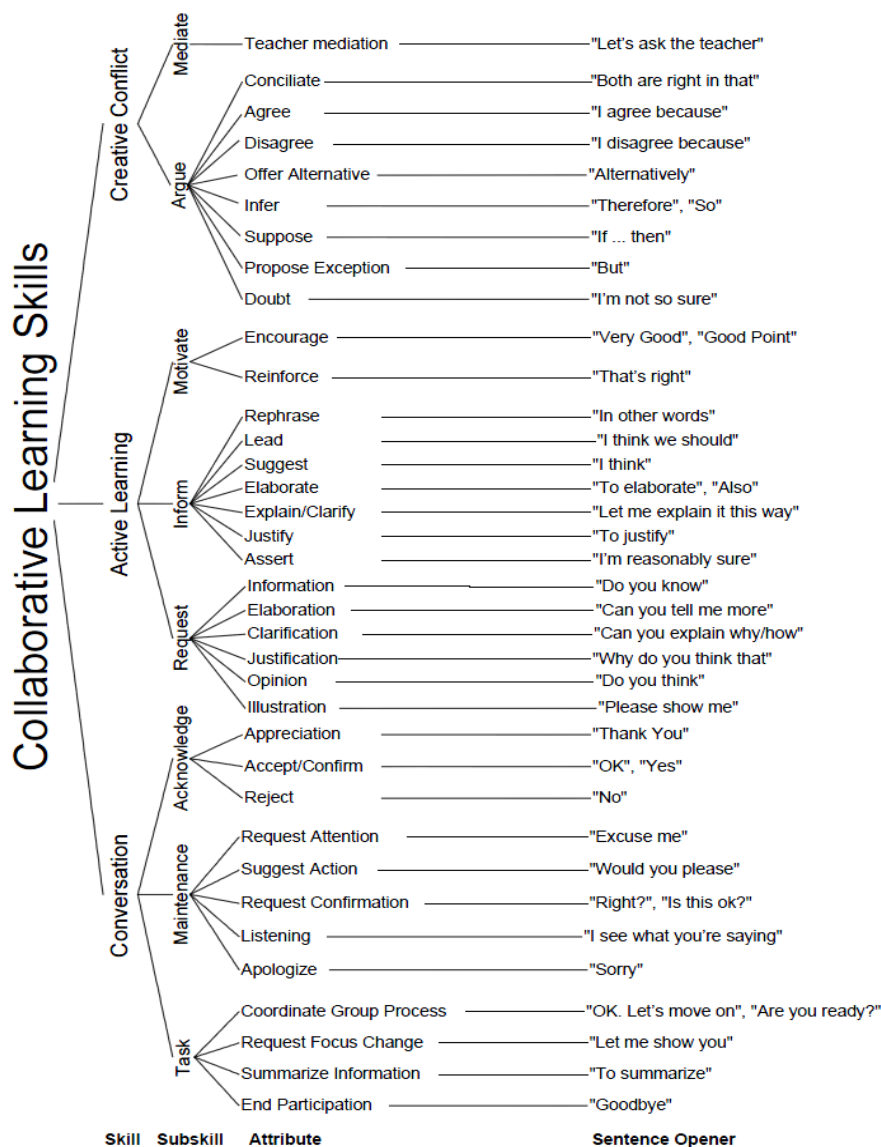 Collaborative Learning Skills
Creative Conflict
Mediate
Teacher mediation "Let's ask the teacher"
Argue
Conciliate "Both are right in that"
Agree "I agree because"
Disagree "I disagree because"
Offer Alternative "Alternatively"
Infer "Therefore", "So"
Suppose "If ... then"
Propose Exception "But"
Doubt "I'm not so sure"
Active Learning
Motivate
Encourage "Very Good", "Good Point"
Reinforce "That's right"
Inform
Rephrase "In other words"
Lead "I think we should"
Suggest "I think"
Elaborate "To elaborate", "Also"
Explain/Clarify "Let me explain it this way"
Justify "To justify"
Assert "I'm reasonably sure"
Request
Information "Do you know"
Elaboration "Can you tell me more"
Clarification "Can you explain why/how"
Justification "Why do you think that"
Opinion "Do you think"
Illustration "Please show me"
Conversation
Acknowledge
Appreciation "Thank You"
Accept/Confirm "OK", "Yes"
Reject "No"
Maintenance
Request Attention "Excuse me"
Suggest Action "Would you please"
Request Confirmation "Right?", "Is this ok?"
Listening "I see what you're saying"
Apologize "Sorry"
Task
Coordinate Group Process "OK. Let's move on", "Are you ready?"
Request Focus Change "Let me show you"
Summarize Information "To summarize"
End Participation "Goodbye"
Skill Subskill Attribute Sentence Opener